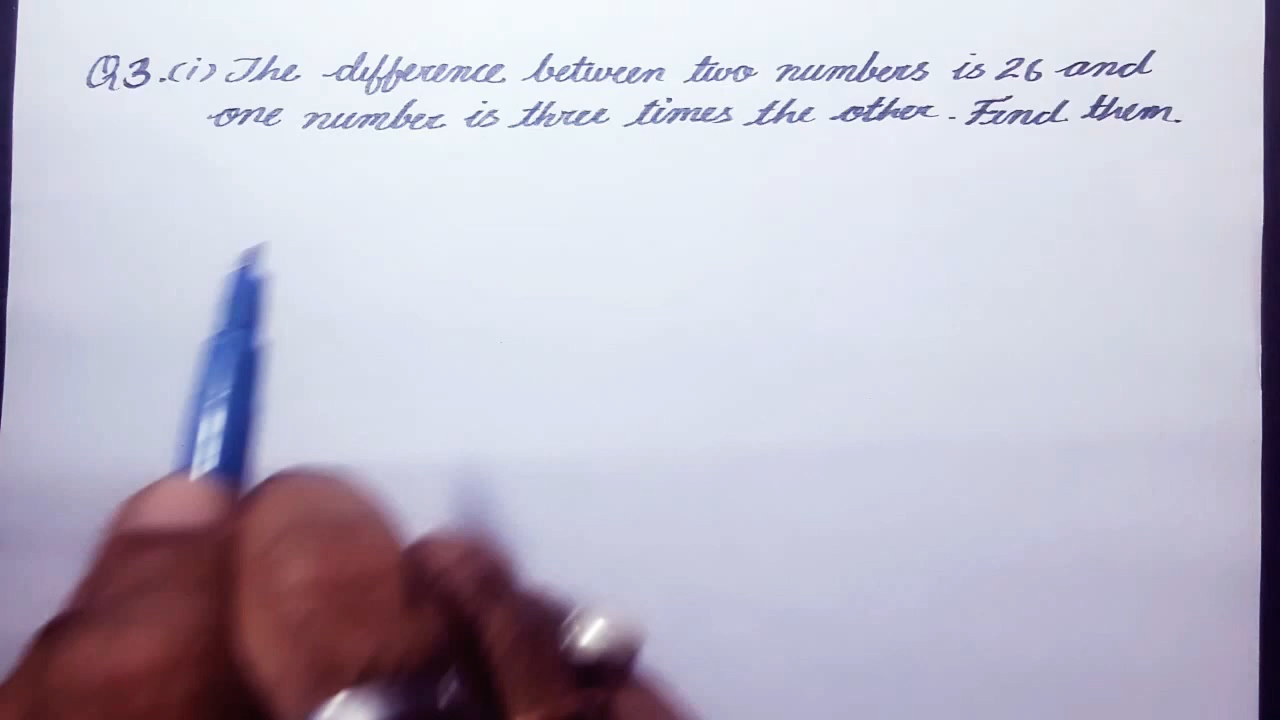 Q3.(i) The difference between two numbers is 26 and
one number is three times the other. Find them.